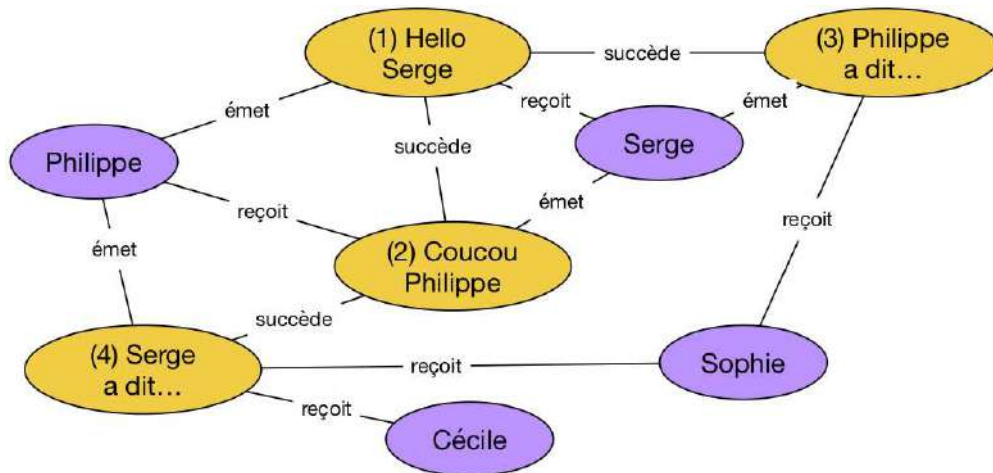 (1) Hello
Serge
succède
(3) Philippe
a dit…
émet
reçoit
émet
Philippe
succède
Serge
reçoit
émet
émet
(2) Coucou
Philippe
reçoit
succède
(4) Serge
a dit…
reçoit
Sophie
reçoit
Cécile